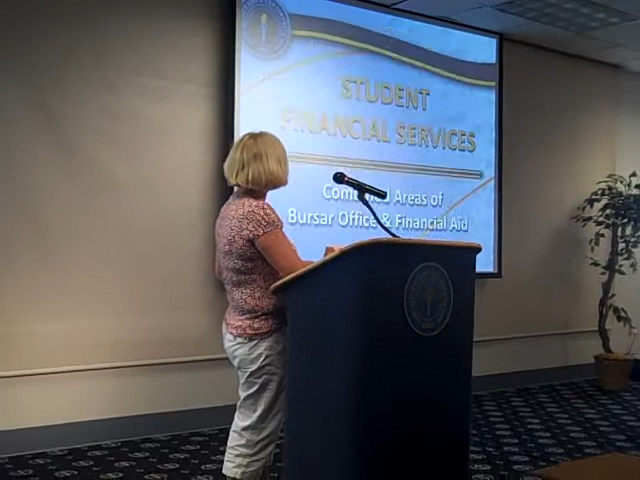 STUDENT
FINANCIAL SERVICES
Combined Areas of
Bursar Office & Financial Aid